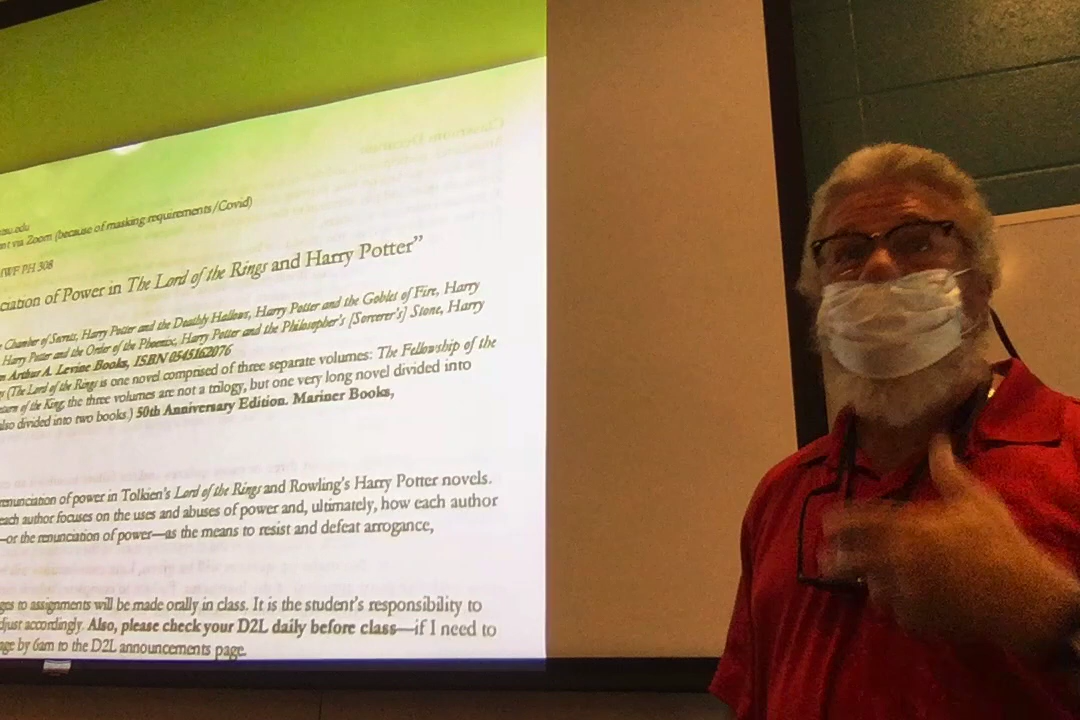 nt via Zoom (because of masking requirements/Covid)
MWF PH 308
ciation of Power in The Lord of the Rings and Harry Potter”
Chamber of Secrets, Harry Potter and the Deathly Hallows, Harry Potter and the Goblet of Fire, Harry
Harry Potter and the Order of the Phoenix, Harry Potter and the Philosopher's [Sorcerer's] Stone, Harry
Arthur A. Levine Books, ISBN 0545162076
(The Lord of the Rings is one novel comprised of three separate volumes: The Fellowship of the
eturn of the King, the three volumes are not a trilogy, but one very long novel divided into
also divided into two books.) 50th Anniversary Edition. Mariner Books,
renunciation of power in Tolkien's Lord of the Rings and Rowling's Harry Potter novels.
each author focuses on the uses and abuses of power and, ultimately, how each author
—or the renunciation of power—as the means to resist and defeat arrogance,
ges to assignments will be made orally in class. It is the student's responsibility to
djust accordingly. Also, please check your D2L daily before class—if I need to
age by 6am to the D2L announcements page.